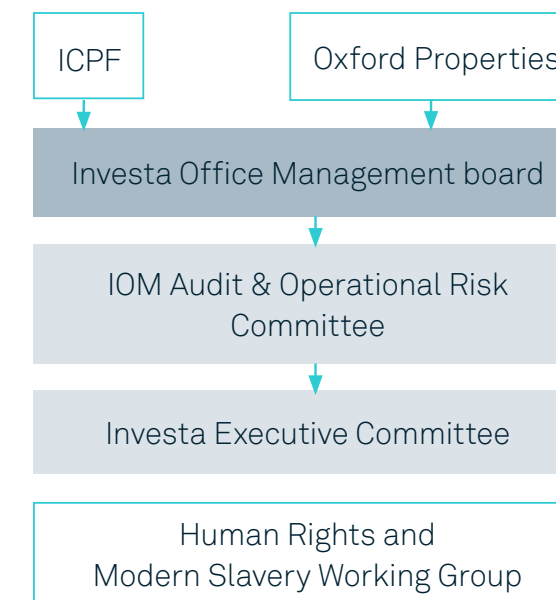 ICPF
Oxford Properties
Investa Office Management board
IOM Audit & Operational Risk
Committee
Investa Executive Committee
Human Rights and
Modern Slavery Working Group